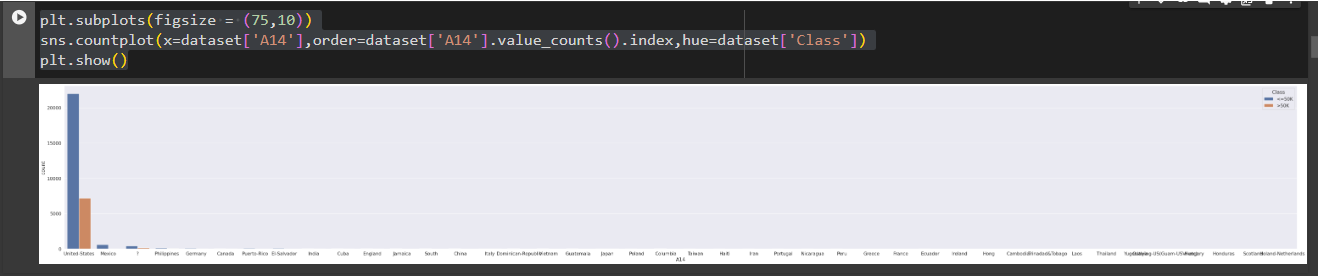 plt.subplots(figsize = (75,10))
sns.countplot(x=dataset['A14'],order=dataset['A14'].value_counts().index,hue=dataset['Class'])
plt.show()
Class
<=50K
>50K
20000
15000
10000
5000
0
count
United-States Mexico ? Philippines Germany Canada Puerto-Rico El-Salvador India Cuba England Jamaica South China Italy Dominican-Republic Vietnam Guatemala Japan Poland Columbia Taiwan Haiti Iran Portugal Nicaragua Peru Greece France Ecuador Ireland Hong Cambodia Trinadad&Tobago Laos Thailand Yugoslavia Hungary Scotland Holand-Netherlands
A14